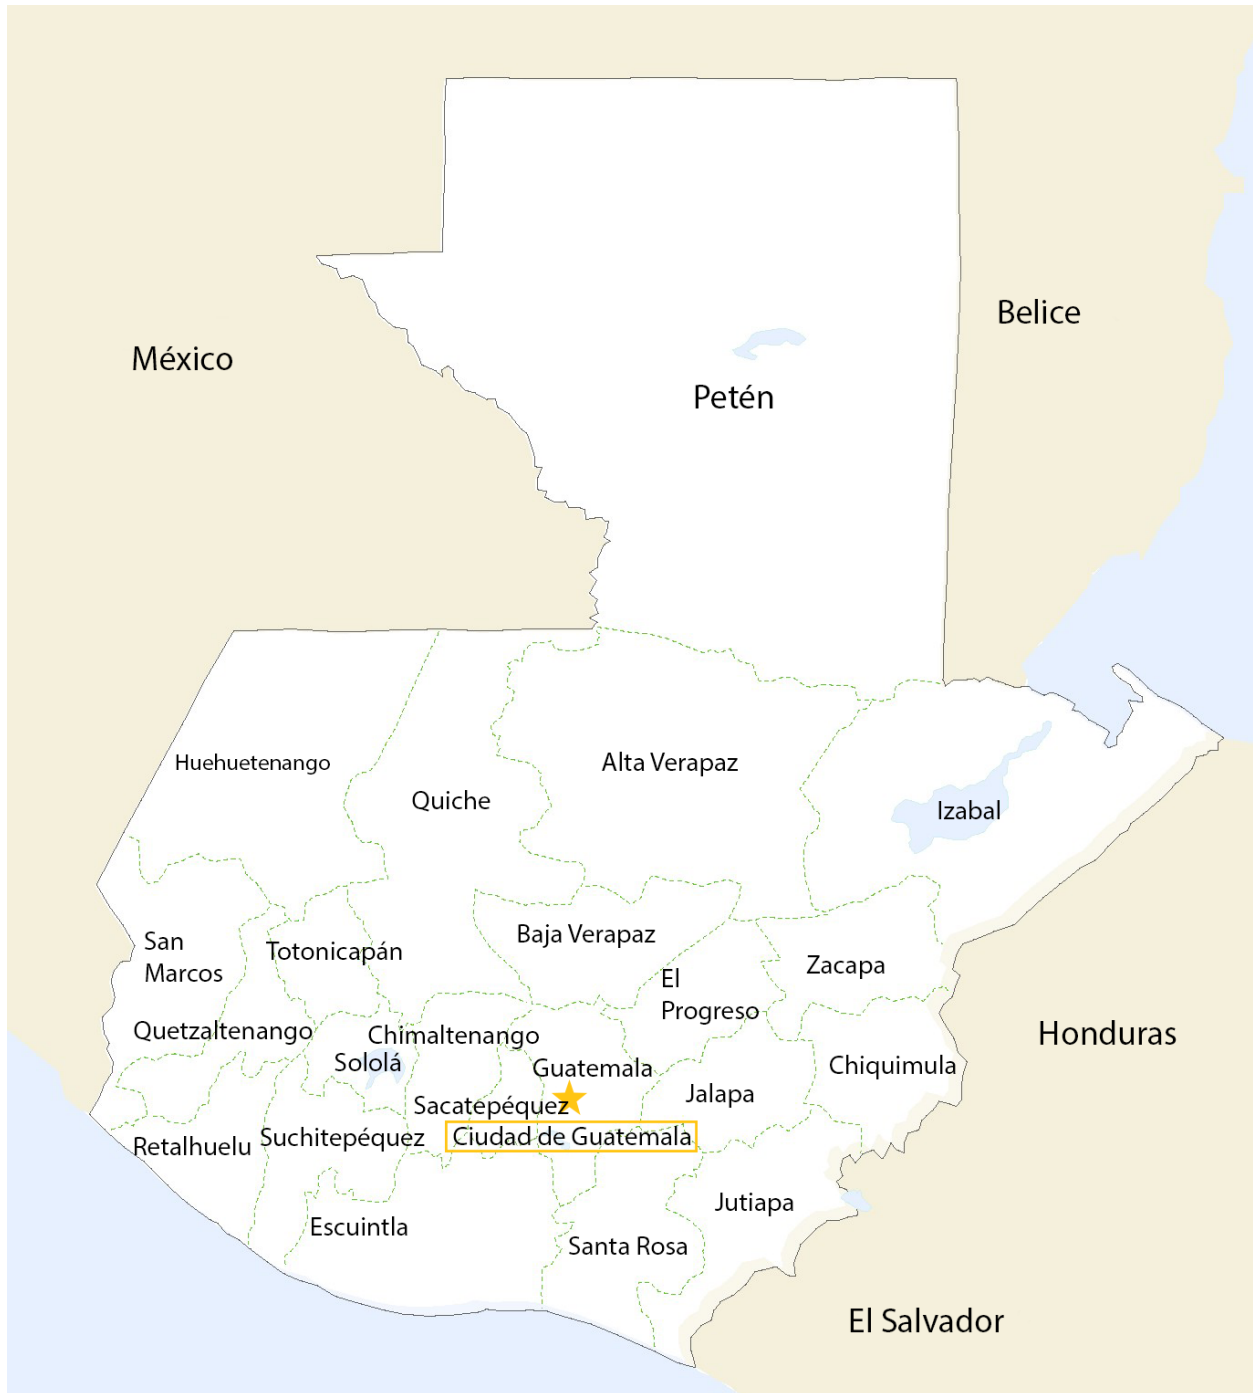 Belice
México
Petén
Huehuetenango
Alta Verapaz
Quiche
Izabal
Baja Verapaz
San
Marcos
Totonicapán
Zacapa
El
Progreso
Quetzaltenango
Chimaltenango
Honduras
Sololá
Guatemala
Chiquimula
Jalapa
Sacatepéquez
Ciudad de Guatemala
Retalhuelu
Suchitepéquez
Jutiapa
Escuintla
Santa Rosa
El Salvador